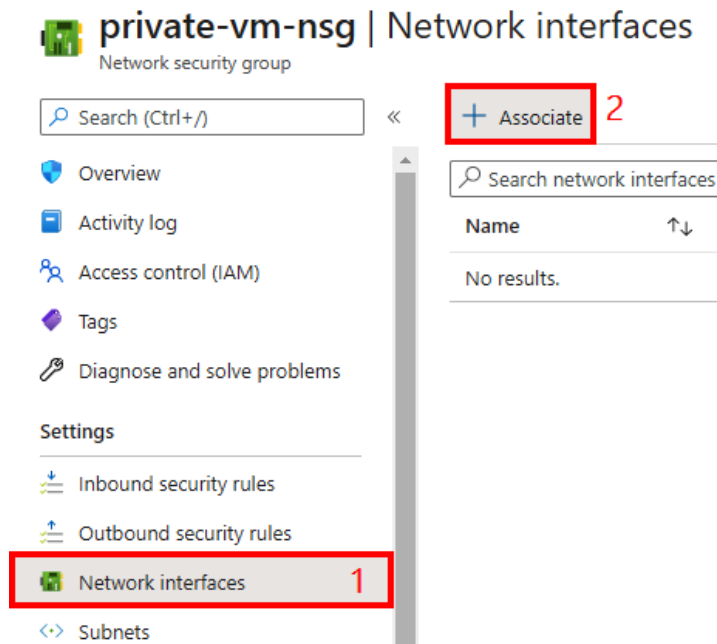 private-vm-nsg | Network interfaces
Network security group
Search (Ctrl+/)
«
+ Associate 2
Overview
Search network interfaces
Activity log
Name ↑↓
Access control (IAM)
No results.
Tags
Diagnose and solve problems
Settings
Inbound security rules
Outbound security rules
Network interfaces 1
Subnets